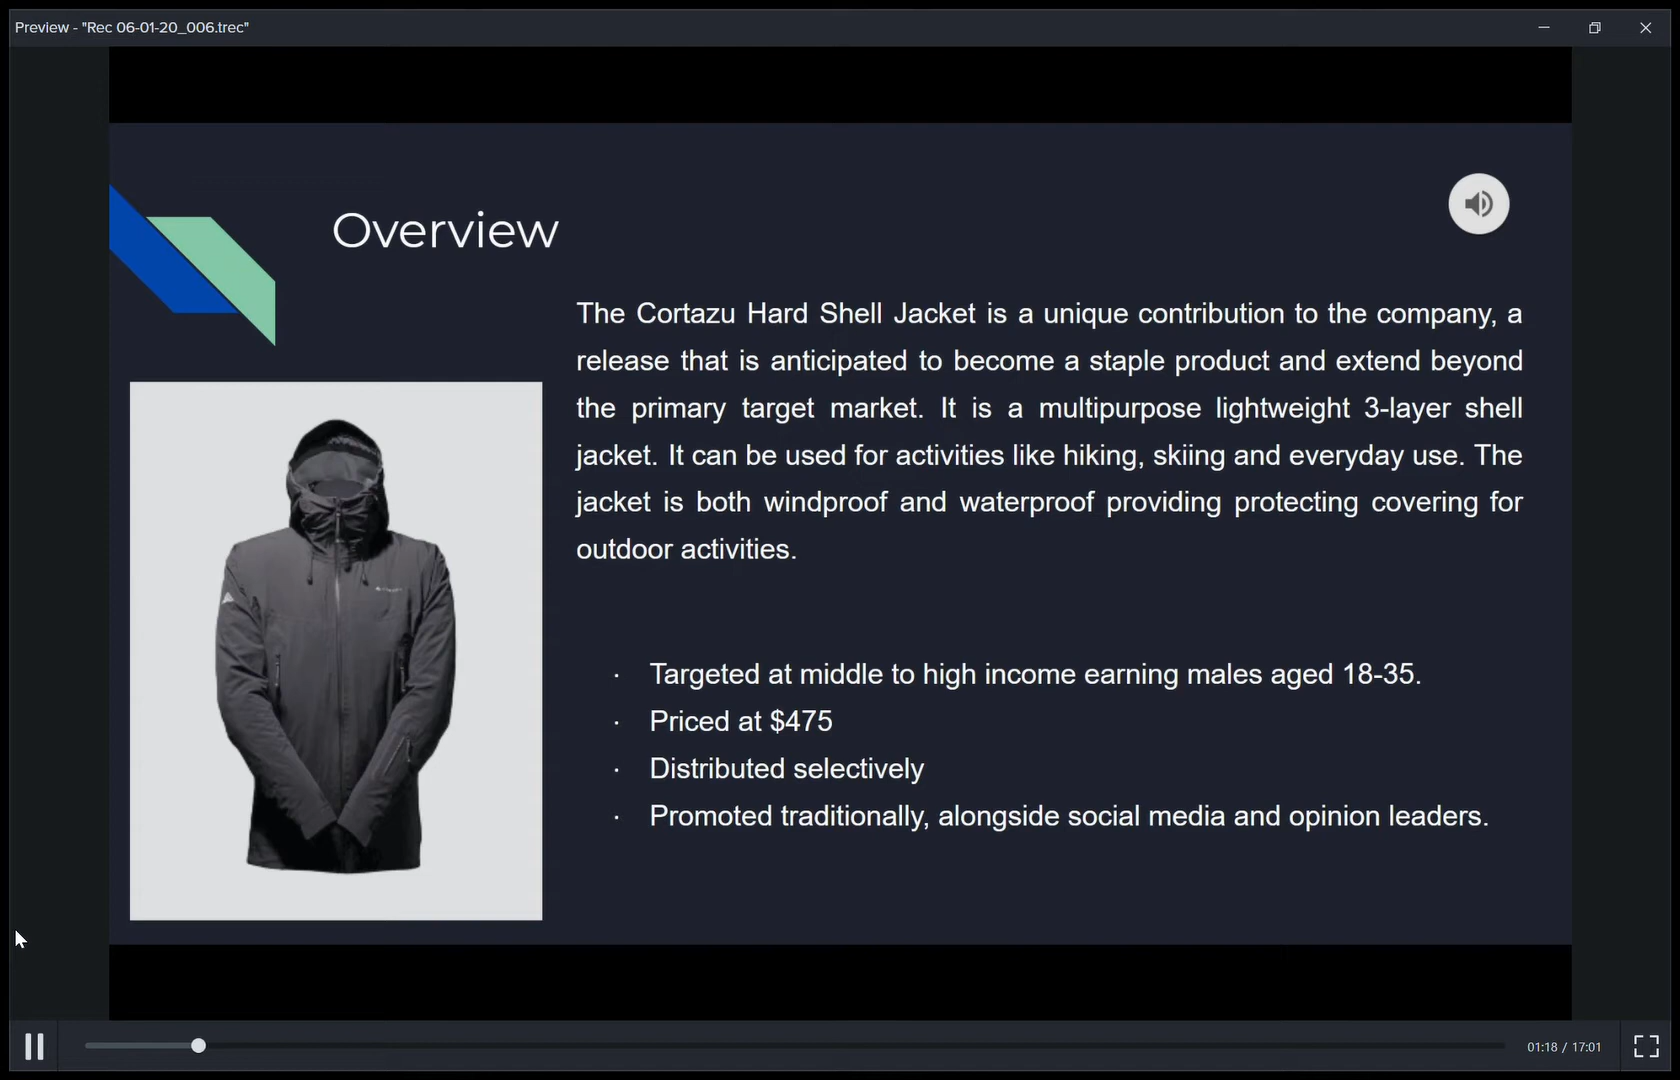 Preview - "Rec 06-01-20_006.trec"
Overview
The Cortazu Hard Shell Jacket is a unique contribution to the company, a
release that is anticipated to become a staple product and extend beyond
the primary target market. It is a multipurpose lightweight 3-layer shell
jacket. It can be used for activities like hiking, skiing and everyday use. The
jacket is both windproof and waterproof providing protecting covering for
outdoor activities.
· Targeted at middle to high income earning males aged 18-35.
· Priced at $475
· Distributed selectively
· Promoted traditionally, alongside social media and opinion leaders.
01:18 / 17:01